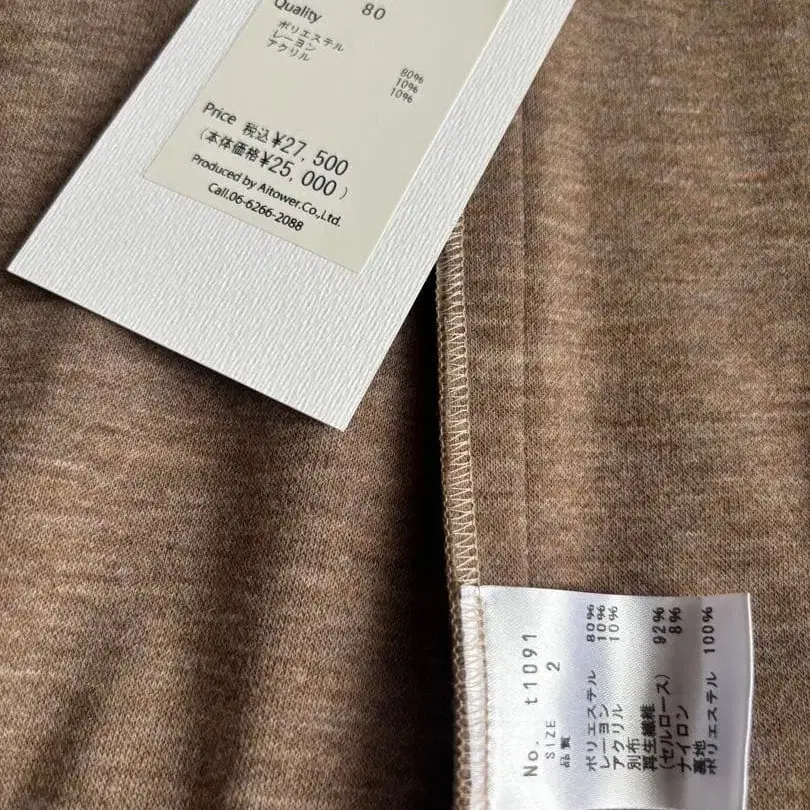 Quality 80
ポリエステル 80%
レーヨン 10%
アクリル 10%
Price 税込¥27,500
(本体価格¥25,000)
Produced by Aitower.Co.,Ltd.
Call.06-6266-2088
No. t1091
SIZE 2
品質
ポリエステル 80%
レーヨン 10%
アクリル 10%
別布
再生繊維 92%
(セルロース)
ナイロン 8%
裏地
ポリエステル 100%